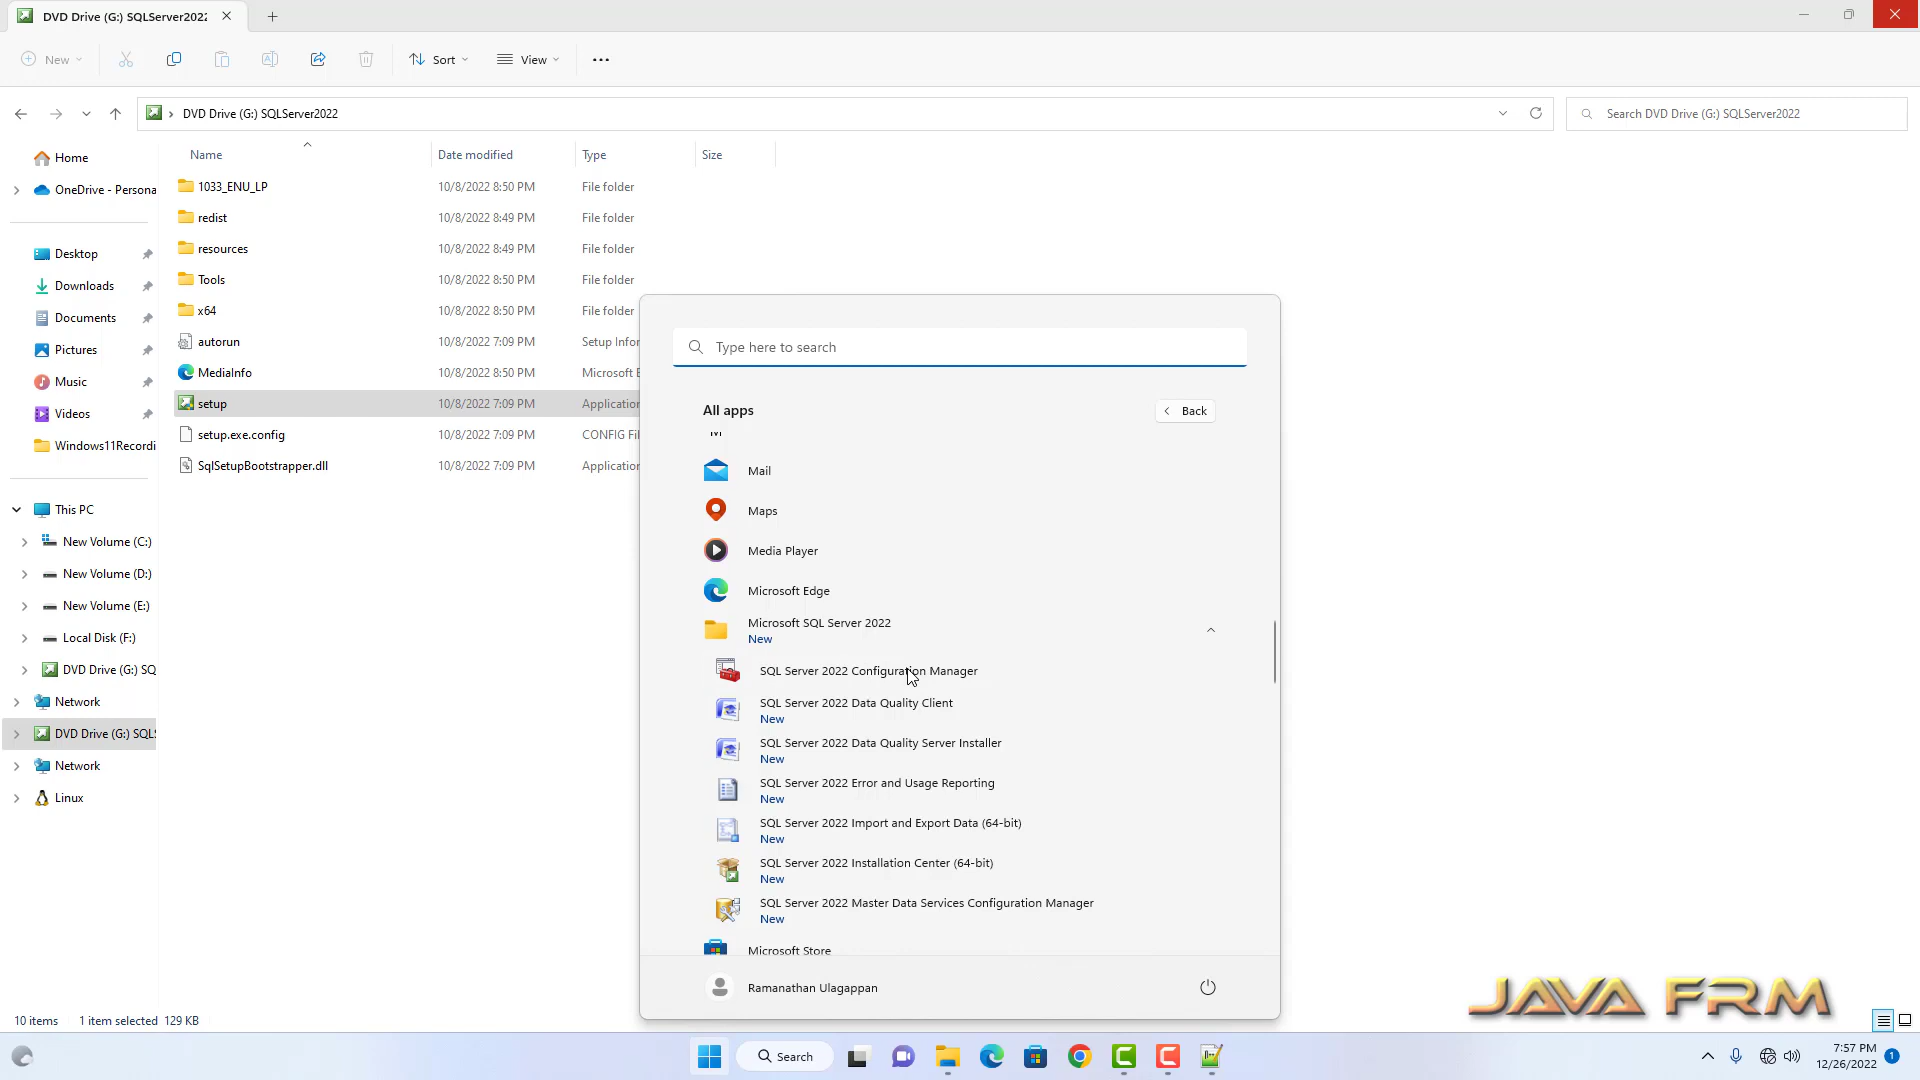 DVD Drive (G:) SQLServer2022
New
Sort
View
DVD Drive (G:) SQLServer2022
Search DVD Drive (G:) SQLServer2022
Name Date modified Type Size
Home
OneDrive - Persona
Desktop
Downloads
Documents
Pictures
Music
Videos
Windows11Recordi
This PC
New Volume (C:)
New Volume (D:)
New Volume (E:)
Local Disk (F:)
DVD Drive (G:) SQ
Network
DVD Drive (G:) SQL
Network
Linux
1033_ENU_LP 10/8/2022 8:50 PM File folder
redist 10/8/2022 8:49 PM File folder
resources 10/8/2022 8:49 PM File folder
Tools 10/8/2022 8:50 PM File folder
x64 10/8/2022 8:50 PM File folder
autorun 10/8/2022 7:09 PM Setup Infor
MediaInfo 10/8/2022 8:50 PM Microsoft E
setup 10/8/2022 7:09 PM Application
setup.exe.config 10/8/2022 7:09 PM CONFIG Fil
SqlSetupBootstrapper.dll 10/8/2022 7:09 PM Application
Type here to search
All apps
Back
M
Mail
Maps
Media Player
Microsoft Edge
Microsoft SQL Server 2022
New
SQL Server 2022 Configuration Manager
SQL Server 2022 Data Quality Client
New
SQL Server 2022 Data Quality Server Installer
New
SQL Server 2022 Error and Usage Reporting
New
SQL Server 2022 Import and Export Data (64-bit)
New
SQL Server 2022 Installation Center (64-bit)
New
SQL Server 2022 Master Data Services Configuration Manager
New
Microsoft Store
Ramanathan Ulagappan
JAVA FRM
10 items 1 item selected 129 KB
Search
7:57 PM
12/26/2022
1